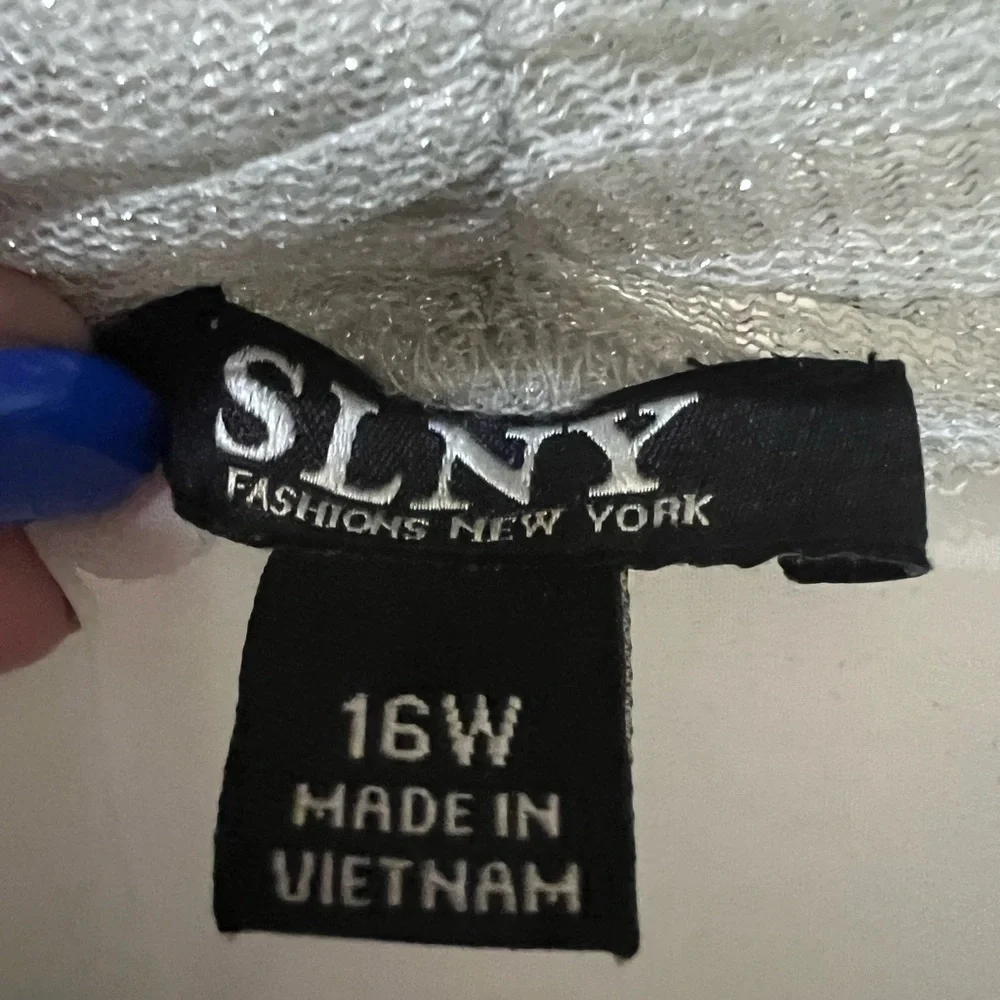 SLNY
FASHIONS NEW YORK
16W
MADE IN
VIETNAM